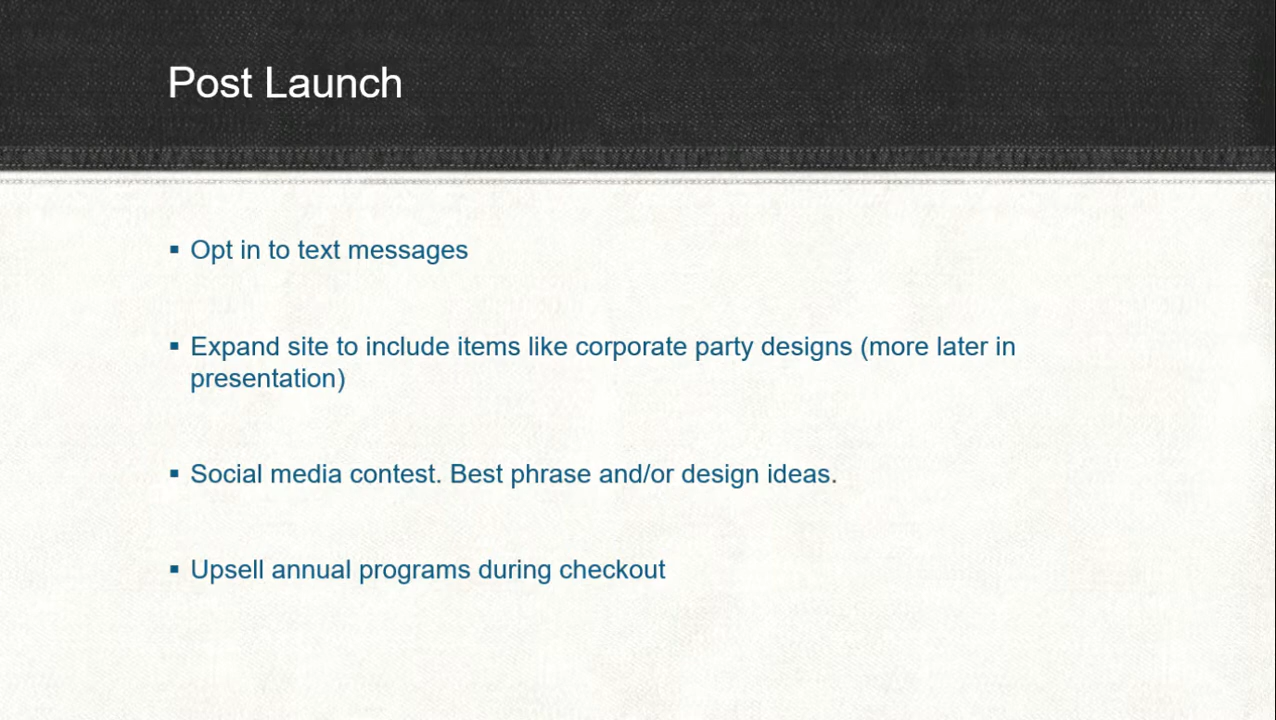 Post Launch
▪ Opt in to text messages
▪ Expand site to include items like corporate party designs (more later in
presentation)
▪ Social media contest. Best phrase and/or design ideas.
▪ Upsell annual programs during checkout